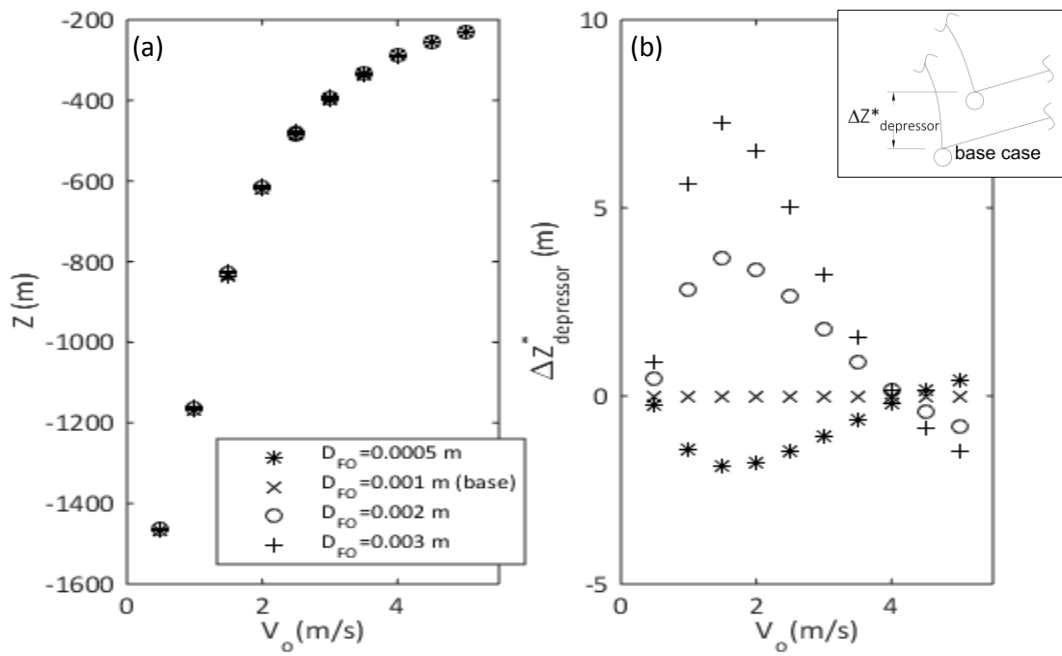 (a)
-200
-400
-600
-800
-1000
-1200
-1400
-1600
Z (m)
0
2
4
V_o(m/s)
D_FO=0.0005 m
D_FO=0.001 m (base)
D_FO=0.002 m
D_FO=0.003 m
(b)
10
5
0
-5
ΔZ*_depressor (m)
0
2
4
V_o(m/s)
ΔZ*_depressor
base case